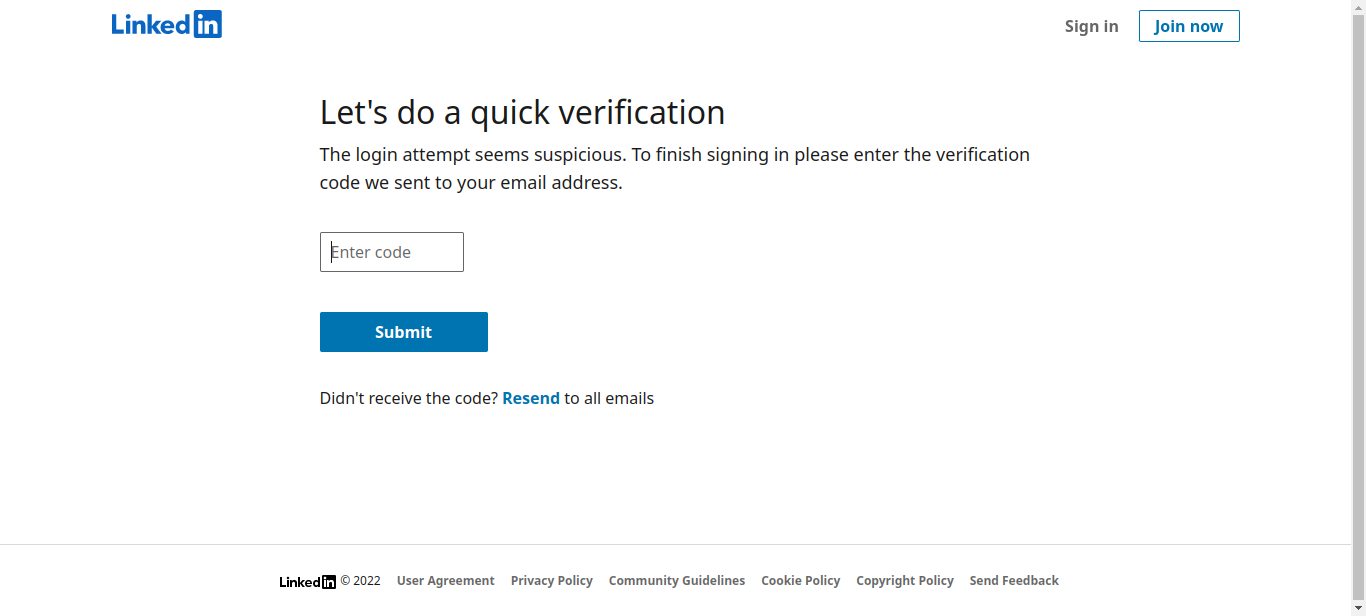 LinkedIn
Sign in
Join now
Let's do a quick verification
The login attempt seems suspicious. To finish signing in please enter the verification
code we sent to your email address.
Enter code
Submit
Didn't receive the code? Resend to all emails
LinkedIn © 2022 User Agreement Privacy Policy Community Guidelines Cookie Policy Copyright Policy Send Feedback